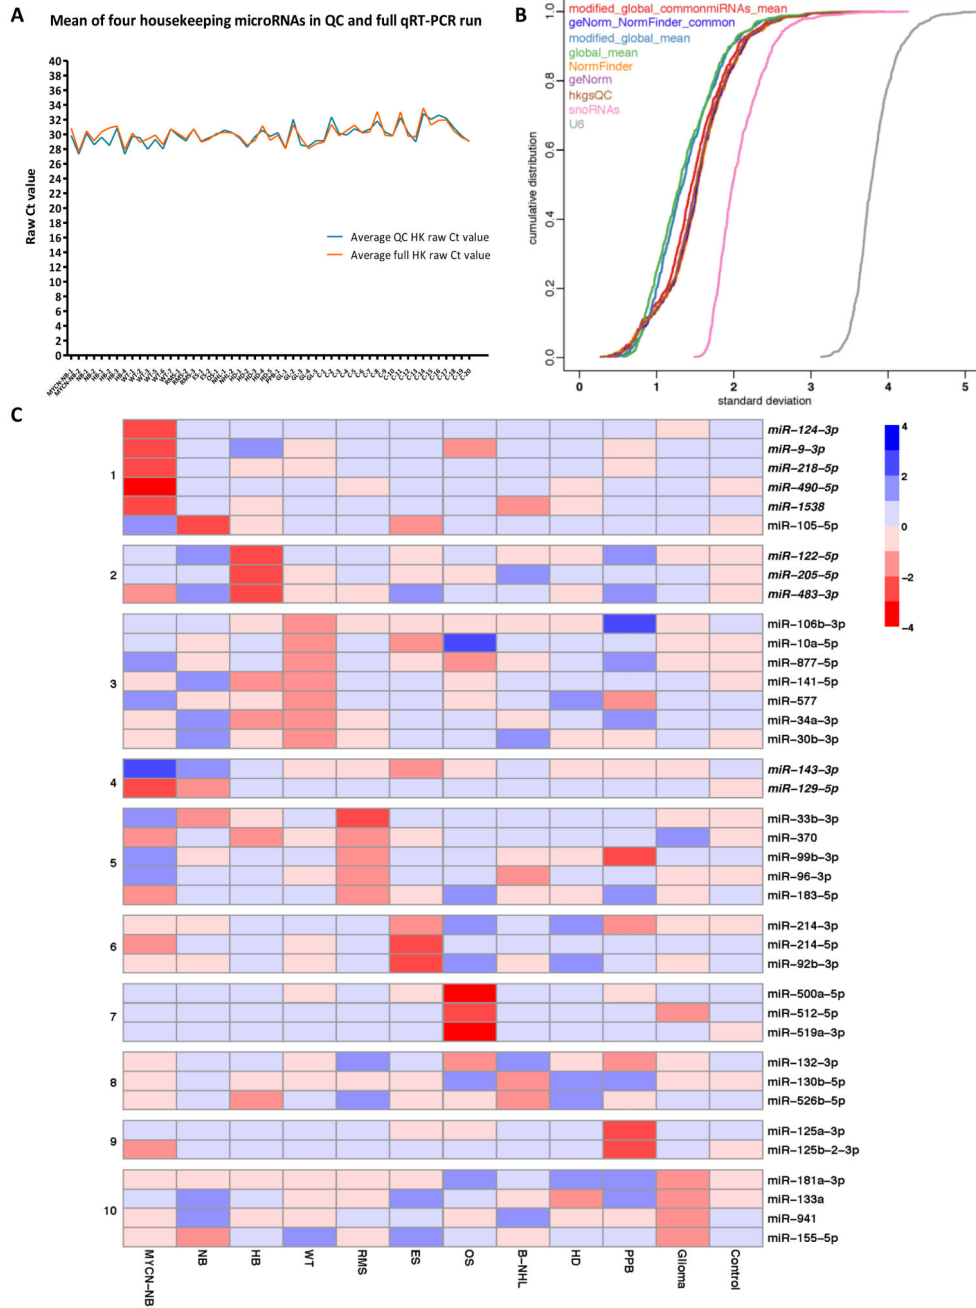 A
Mean of four housekeeping microRNAs in QC and full qRT-PCR run
Raw Ct value
40
38
36
34
32
30
28
26
24
22
20
18
16
14
12
10
8
6
4
2
0
Average QC HK raw Ct value
Average full HK raw Ct value
B
modified_global_commonmiRNAs_mean
geNorm_NormFinder_common
modified_global_mean
global_mean
NormFinder
geNorm
hkgsQC
snoRNAs
U6
cumulative distribution
1.0
0.8
0.6
0.4
0.2
0.0
0
1
2
3
4
5
standard deviation
C
1
miR-124-3p
miR-9-3p
miR-218-5p
miR-490-5p
miR-1538
miR-105-5p
2
miR-122-5p
miR-205-5p
miR-483-3p
3
miR-106b-3p
miR-10a-5p
miR-877-5p
miR-141-5p
miR-577
miR-34a-3p
miR-30b-3p
4
miR-143-3p
miR-129-5p
5
miR-33b-3p
miR-370
miR-99b-3p
miR-96-3p
miR-183-5p
6
miR-214-3p
miR-214-5p
miR-92b-3p
7
miR-500a-5p
miR-512-5p
miR-519a-3p
8
miR-132-3p
miR-130b-5p
miR-526b-5p
9
miR-125a-3p
miR-125b-2-3p
10
miR-181a-3p
miR-133a
miR-941
miR-155-5p
MYCN-NB
NB
HB
WT
RMS
ES
OS
B-NHL
HD
PPB
Glioma
Control
4
2
0
-2
-4